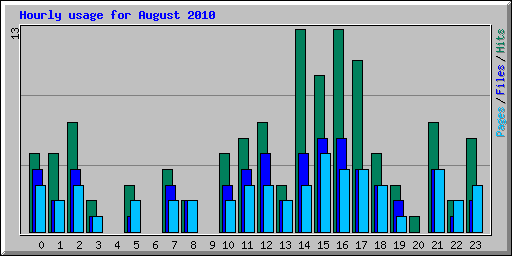 Hourly usage for August 2010
13
Pages/Files/Hits
0 1 2 3 4 5 6 7 8 9 10 11 12 13 14 15 16 17 18 19 20 21 22 23